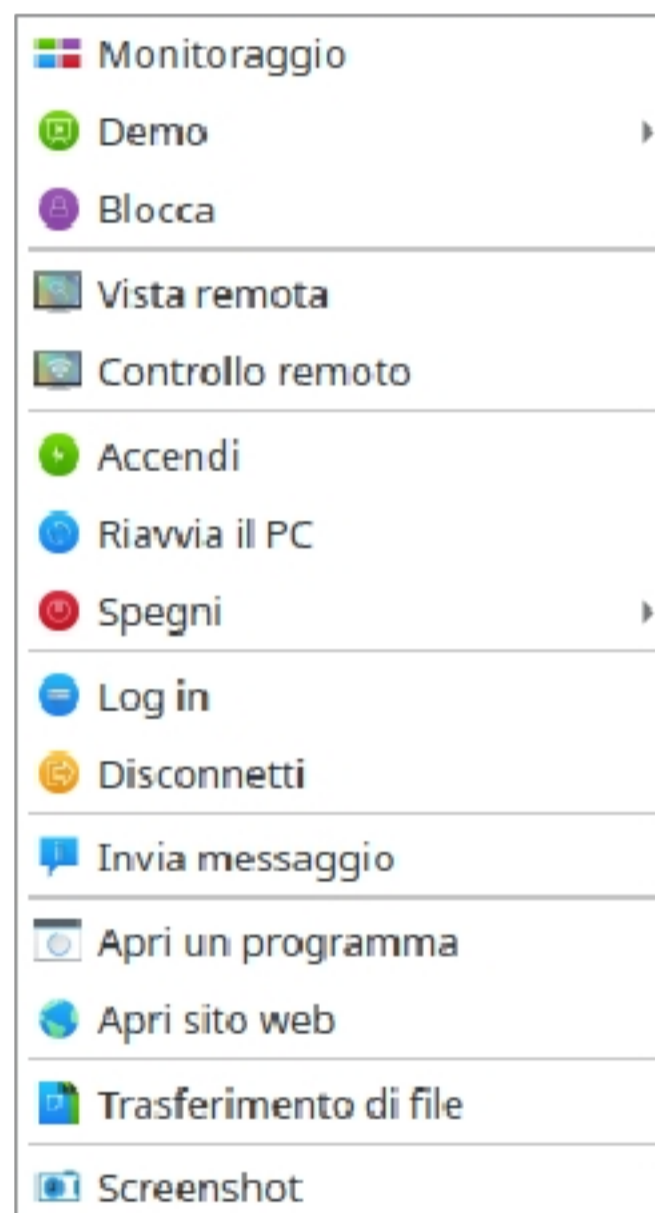 Monitoraggio
Demo
Blocca
Vista remota
Controllo remoto
Accendi
Riavvia il PC
Spegni
Log in
Disconnetti
Invia messaggio
Apri un programma
Apri sito web
Trasferimento di file
Screenshot